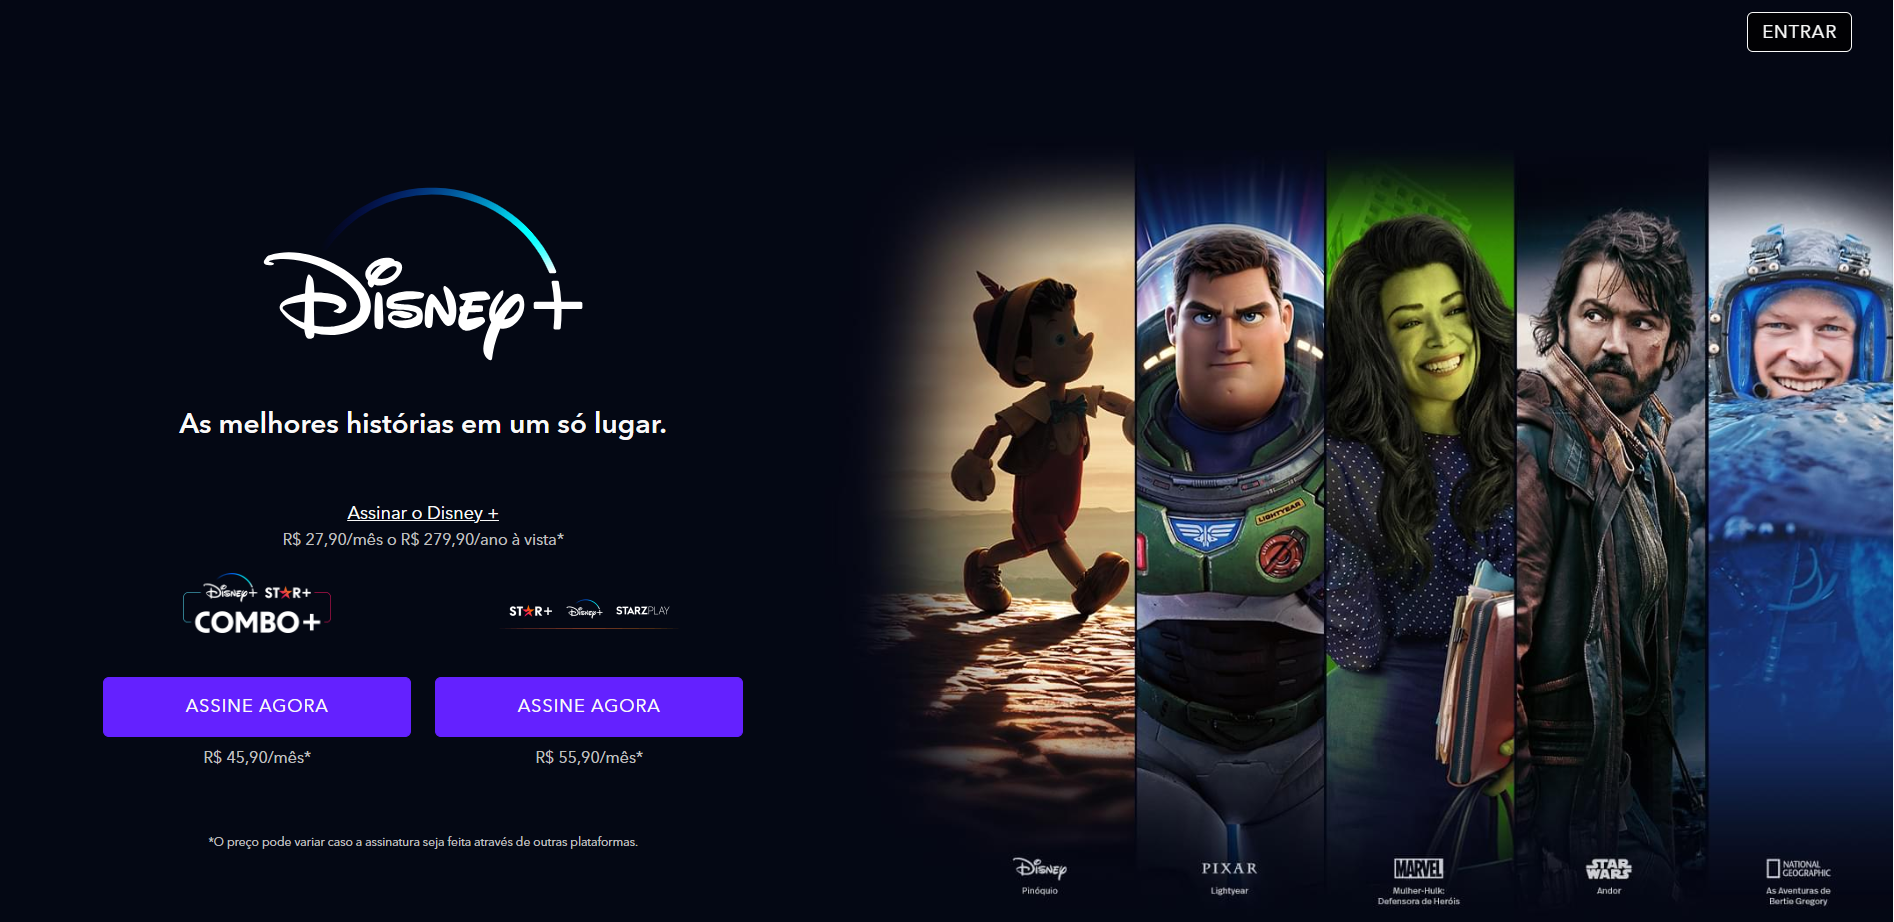 ENTRAR
Disney+
As melhores histórias em um só lugar.
Assinar o Disney +
R$ 27,90/mês o R$ 279,90/ano à vista*
Disney+ STAR+
COMBO+
STAR+ Disney+ STARZPLAY
ASSINE AGORA
ASSINE AGORA
R$ 45,90/mês*
R$ 55,90/mês*
*O preço pode variar caso a assinatura seja feita através de outras plataformas.
LIGHTYEAR
Disney
Pinóquio
PIXAR
Lightyear
MARVEL
Mulher-Hulk:
Defensora de Heróis
STAR
WARS
Andor
NATIONAL
GEOGRAPHIC
As Aventuras de
Bertie Gregory